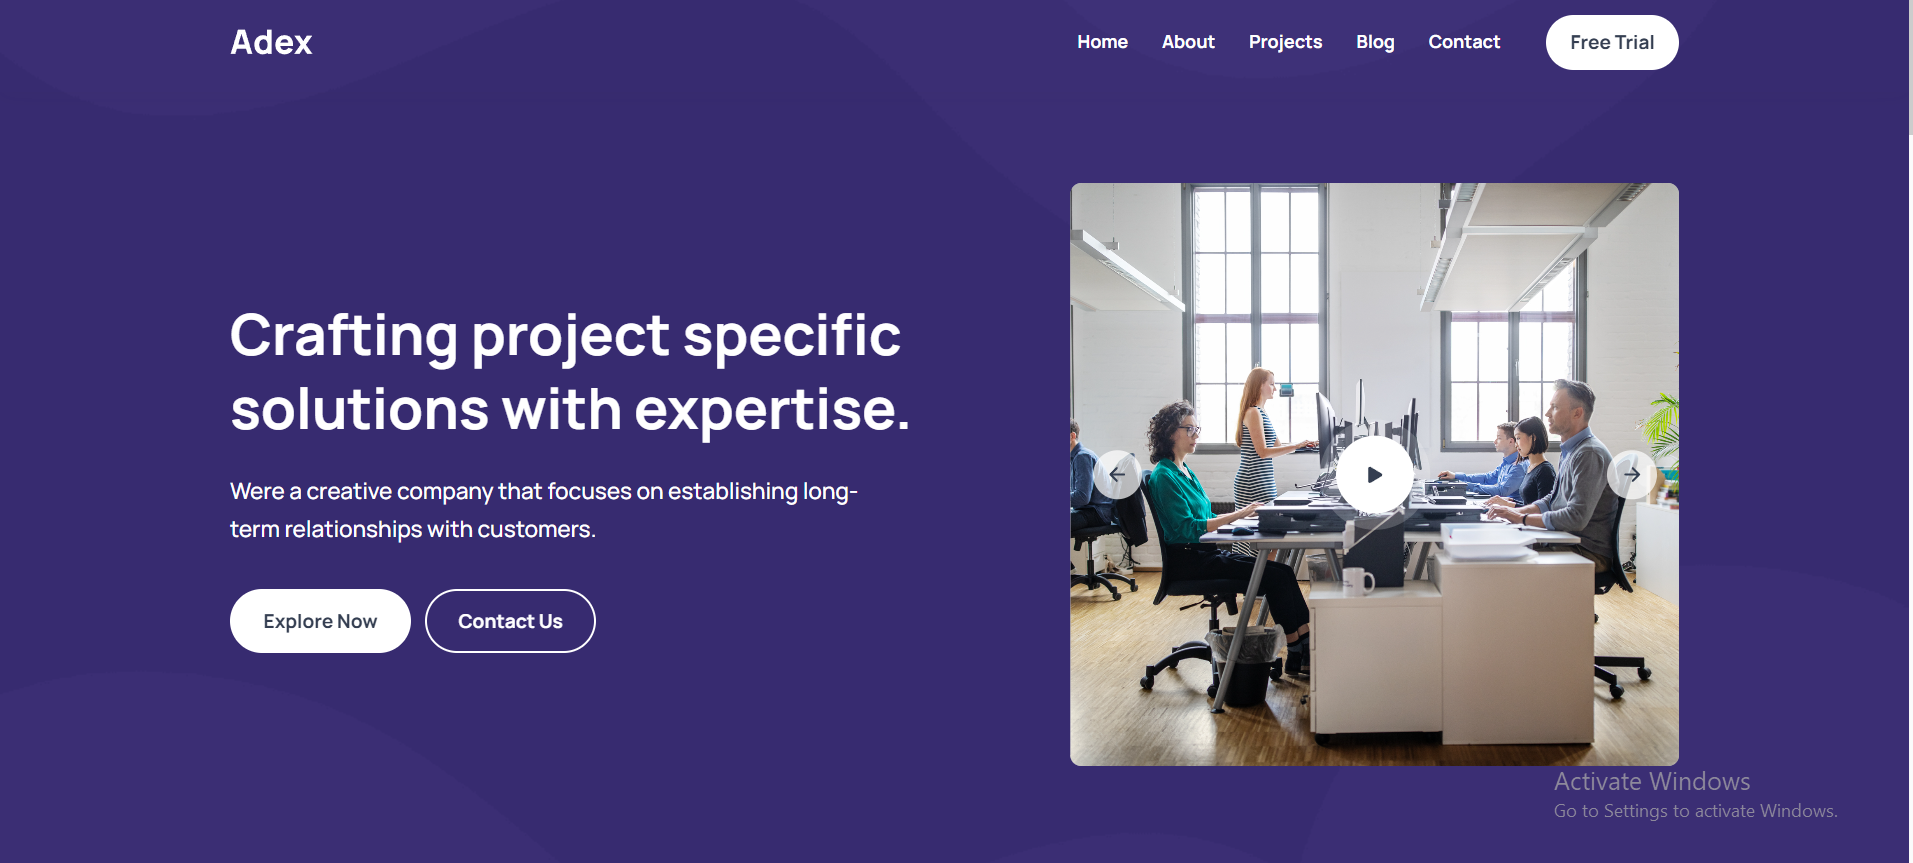 Adex
Home About Projects Blog Contact Free Trial
Crafting project specific
solutions with expertise.
Were a creative company that focuses on establishing long-
term relationships with customers.
Explore Now Contact Us
Activate Windows
Go to Settings to activate Windows.